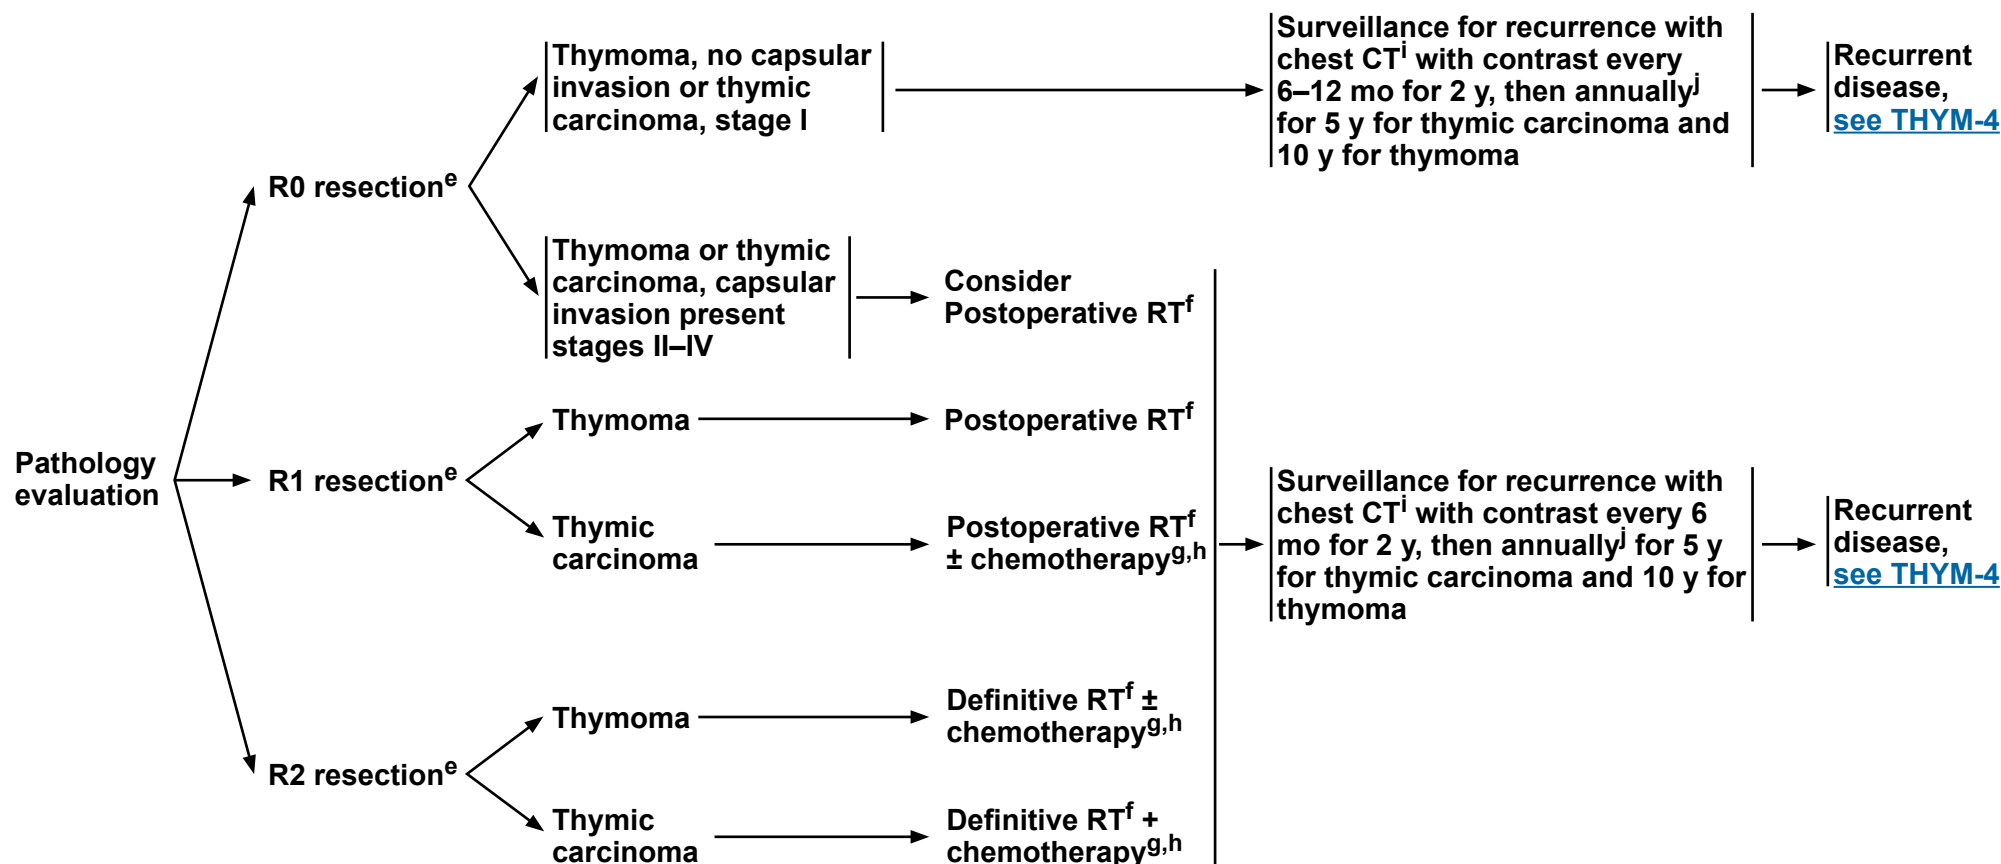 Pathology
evaluation
R0 resectionᵉ
Thymoma, no capsular
invasion or thymic
carcinoma, stage I
Surveillance for recurrence with
chest CTⁱ with contrast every
6–12 mo for 2 y, then annuallyʲ
for 5 y for thymic carcinoma and
10 y for thymoma
Recurrent
disease,
see THYM-4
Thymoma or thymic
carcinoma, capsular
invasion present
stages II–IV
Consider
Postoperative RTᶠ
R1 resectionᵉ
Thymoma
Postoperative RTᶠ
Thymic
carcinoma
Postoperative RTᶠ
± chemotherapyᵍ,ʰ
R2 resectionᵉ
Thymoma
Definitive RTᶠ ±
chemotherapyᵍ,ʰ
Thymic
carcinoma
Definitive RTᶠ +
chemotherapyᵍ,ʰ
Surveillance for recurrence with
chest CTⁱ with contrast every 6
mo for 2 y, then annuallyʲ for 5 y
for thymic carcinoma and 10 y for
thymoma
Recurrent
disease,
see THYM-4